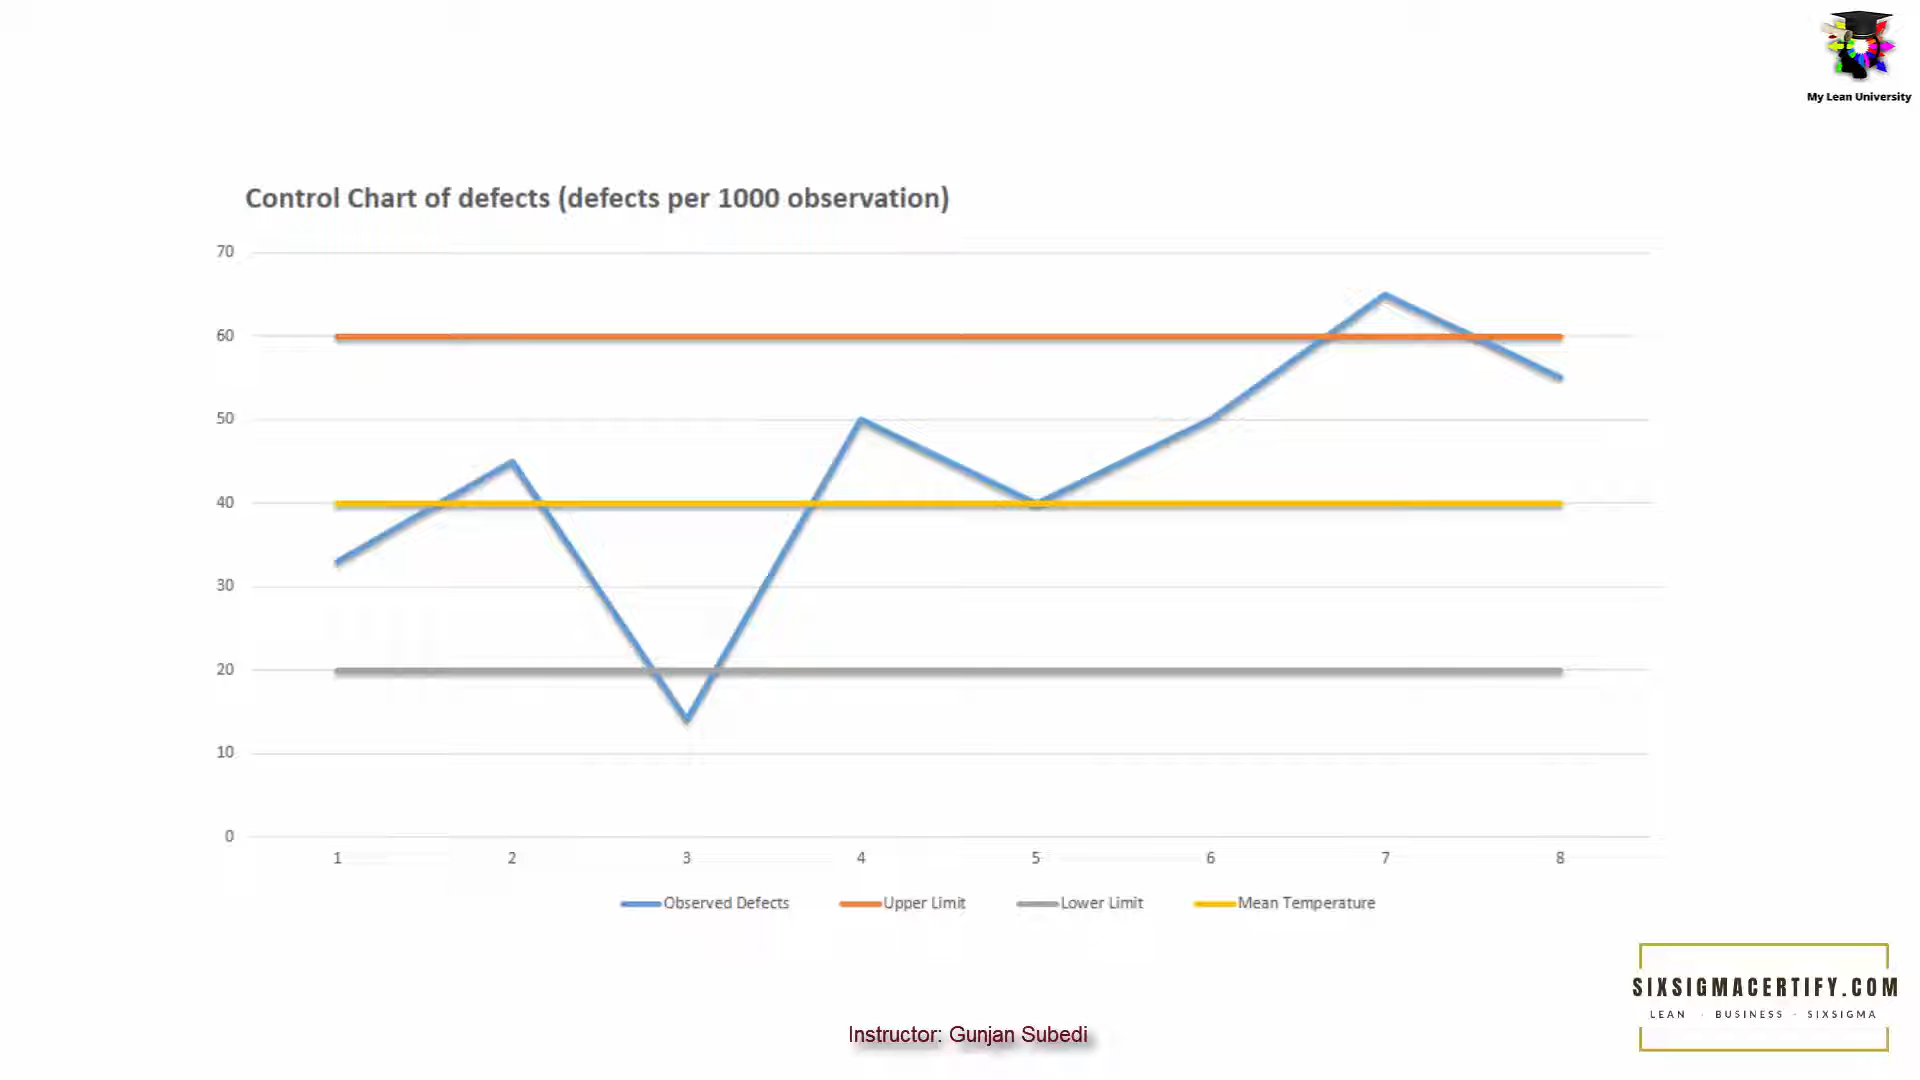 My Lean University
Control Chart of defects (defects per 1000 observation)
70
60
50
40
30
20
10
0
1 2 3 4 5 6 7 8
Observed Defects Upper Limit Lower Limit Mean Temperature
SIXSIGMACERTIFY.COM
LEAN · BUSINESS · SIXSIGMA
Instructor: Gunjan Subedi